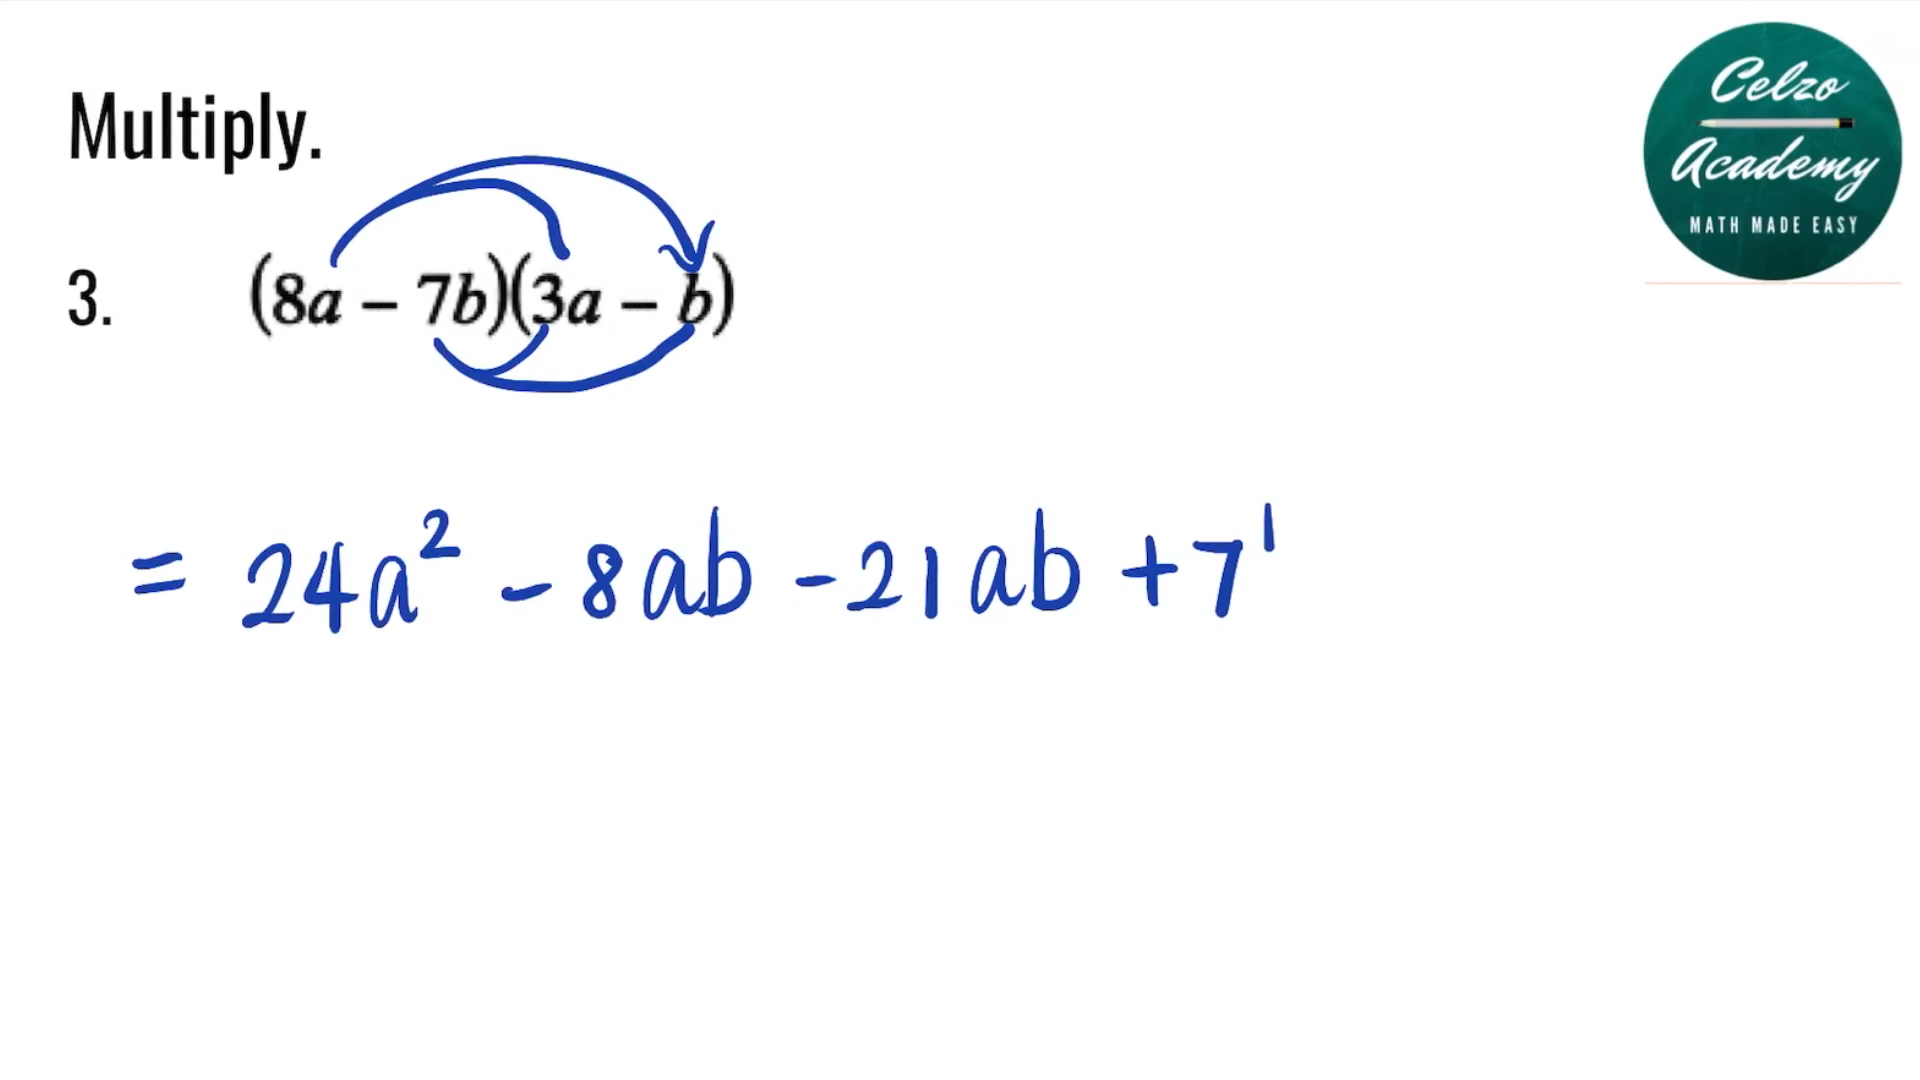 Celzo
Academy
MATH MADE EASY
Multiply.
3. (8a – 7b)(3a – b)
= 24a² - 8ab - 21ab + 7